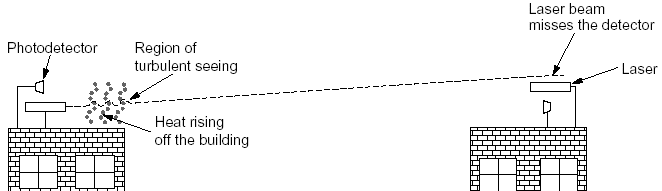 Laser beam
misses the detector
Photodetector
Region of
turbulent seeing
Laser
Heat rising
off the building